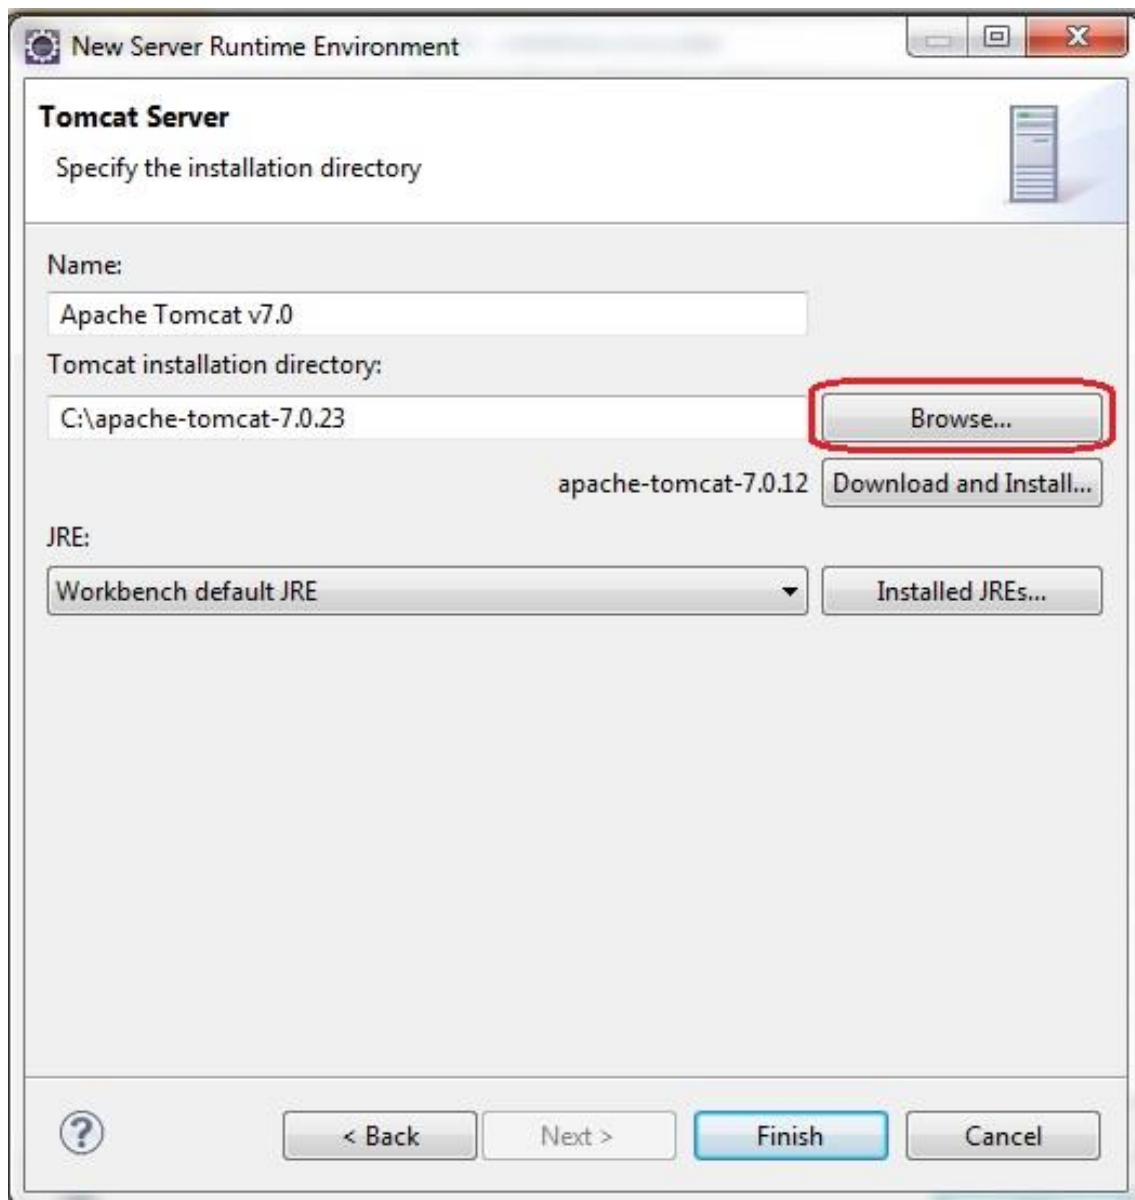 New Server Runtime Environment
Tomcat Server
Specify the installation directory
Name:
Apache Tomcat v7.0
Tomcat installation directory:
C:\apache-tomcat-7.0.23 Browse...
apache-tomcat-7.0.12 Download and Install...
JRE:
Workbench default JRE Installed JREs...
? < Back Next > Finish Cancel